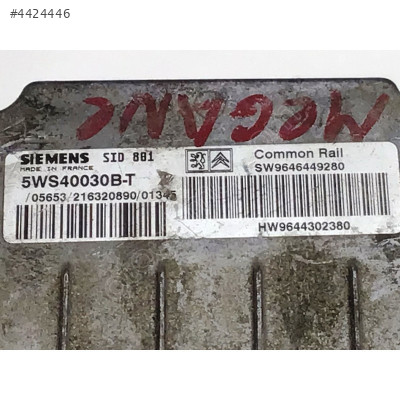 #4424446
MEGANE
SIEMENS SID 801
MADE IN FRANCE
5WS40030B-T
/05653/216320890/01345
Common Rail
SW9646449280
HW9644302380